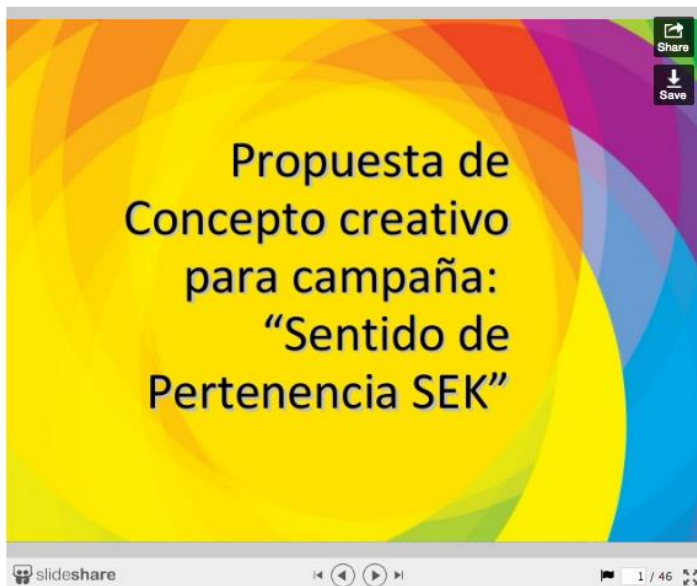 Share
Save
Propuesta de
Concepto creativo
para campaña:
“Sentido de
Pertenencia SEK”
slideshare
1 / 46